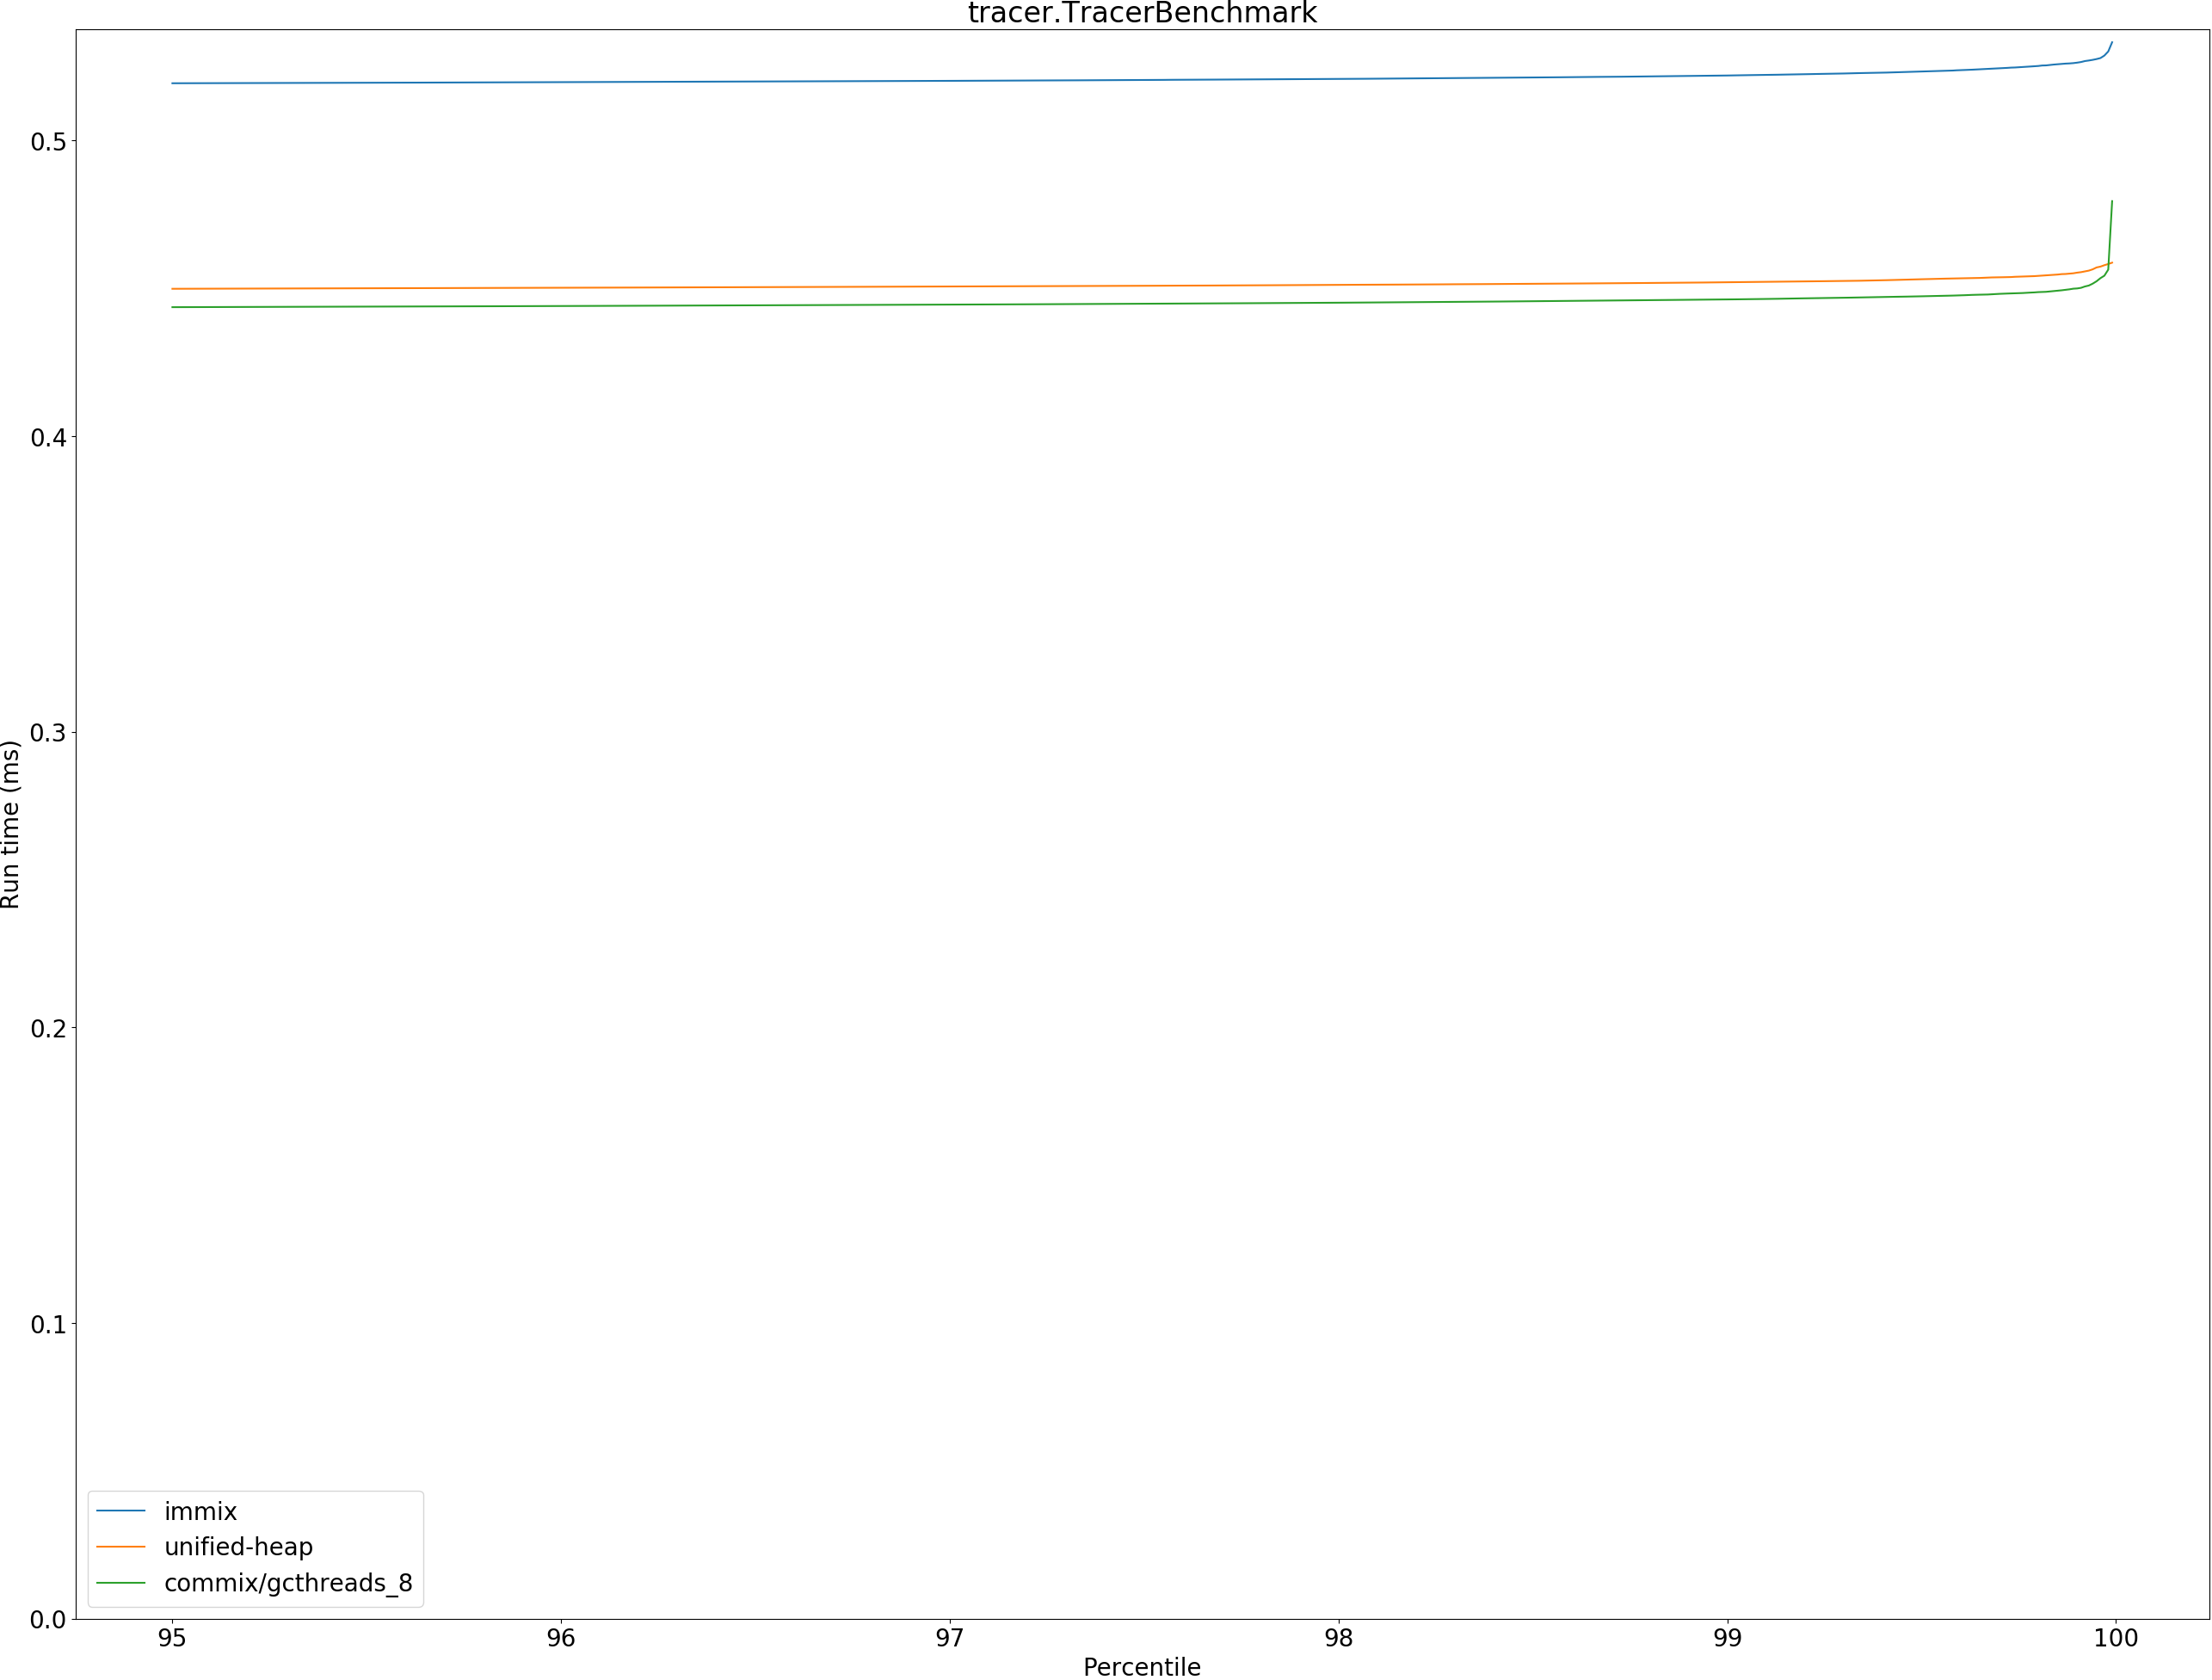 tracer.TracerBenchmark
Run time (ms)
0.5
0.4
0.3
0.2
0.1
0.0
immix
unified-heap
commix/gcthreads_8
95 96 97 98 99 100
Percentile